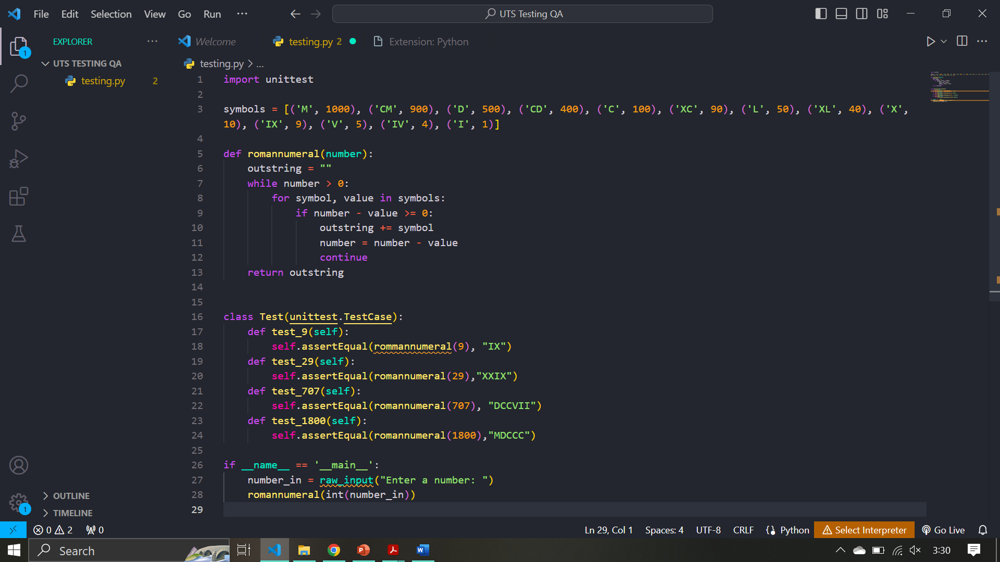 File Edit Selection View Go Run ··· UTS Testing QA
EXPLORER ···
Welcome testing.py 2 Extension: Python
UTS TESTING QA
testing.py 2
testing.py > ...
1 import unittest
2
3 symbols = [('M', 1000), ('CM', 900), ('D', 500), ('CD', 400), ('C', 100), ('XC', 90), ('L', 50), ('XL', 40), ('X',
10), ('IX', 9), ('V', 5), ('IV', 4), ('I', 1)]
4
5 def romannumeral(number):
6     outstring = ""
7     while number > 0:
8         for symbol, value in symbols:
9             if number - value >= 0:
10                 outstring += symbol
11                 number = number - value
12                 continue
13     return outstring
14
15
16 class Test(unittest.TestCase):
17     def test_9(self):
18         self.assertEqual(rommannumeral(9), "IX")
19     def test_29(self):
20         self.assertEqual(romannumeral(29),"XXIX")
21     def test_707(self):
22         self.assertEqual(romannumeral(707), "DCCVII")
23     def test_1800(self):
24         self.assertEqual(romannumeral(1800),"MDCCC")
25
26 if __name__ == '__main__':
27     number_in = raw_input("Enter a number: ")
28     romannumeral(int(number_in))
29
1
1
OUTLINE
TIMELINE
0 2 0 Ln 29, Col 1 Spaces: 4 UTF-8 CRLF {} Python Select Interpreter Go Live
Search 3:30